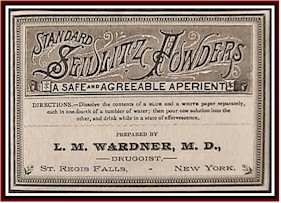 STANDARD
SEIDLITZ POWDERS
A SAFE AND AGREEABLE APERIENT
DIRECTIONS.—Dissolve the contents of a BLUE and a WHITE paper separately,
each in one-fourth of a tumbler of water; then pour one solution into the
other, and drink while in a state of effervescence.
PREPARED BY
L. M. WARDNER, M. D.,
DRUGGIST,
ST. REGIS FALLS, - NEW YORK.